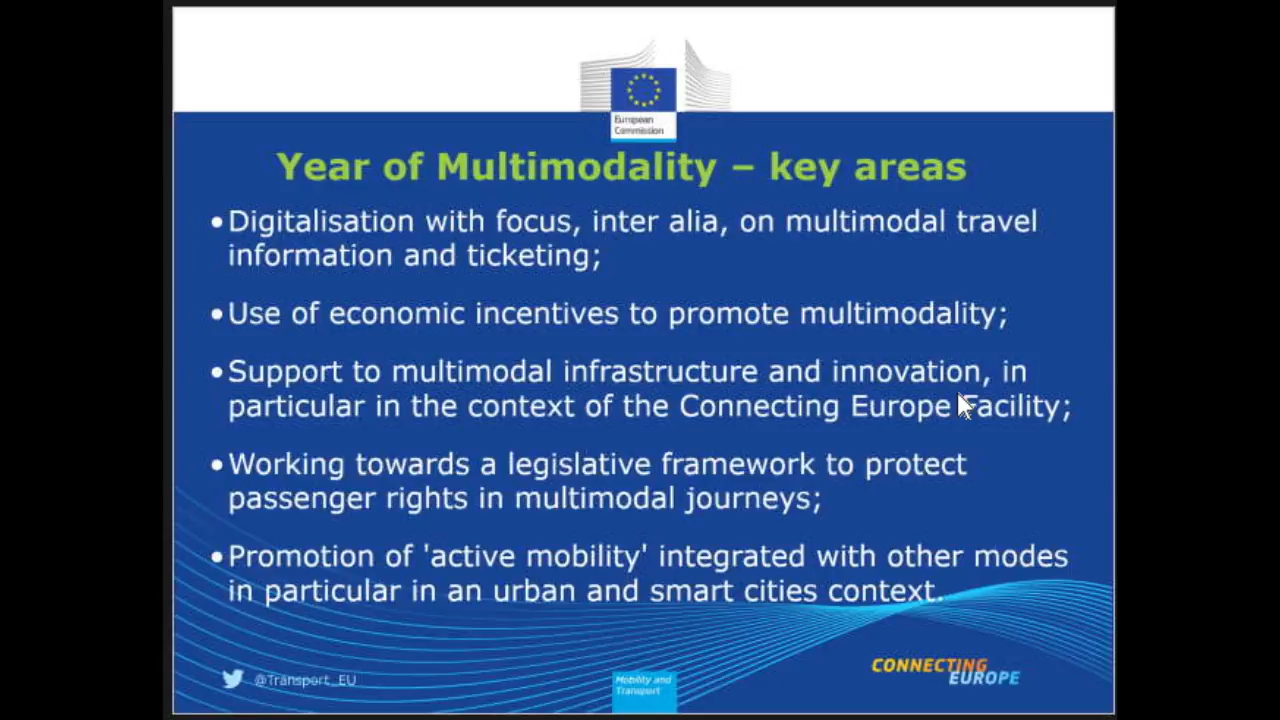 European
Commission
Year of Multimodality – key areas
•Digitalisation with focus, inter alia, on multimodal travel
information and ticketing;
•Use of economic incentives to promote multimodality;
•Support to multimodal infrastructure and innovation, in
particular in the context of the Connecting Europe Facility;
•Working towards a legislative framework to protect
passenger rights in multimodal journeys;
•Promotion of 'active mobility' integrated with other modes
in particular in an urban and smart cities context.
@Transport_EU
Mobility and
Transport
CONNECTING
EUROPE